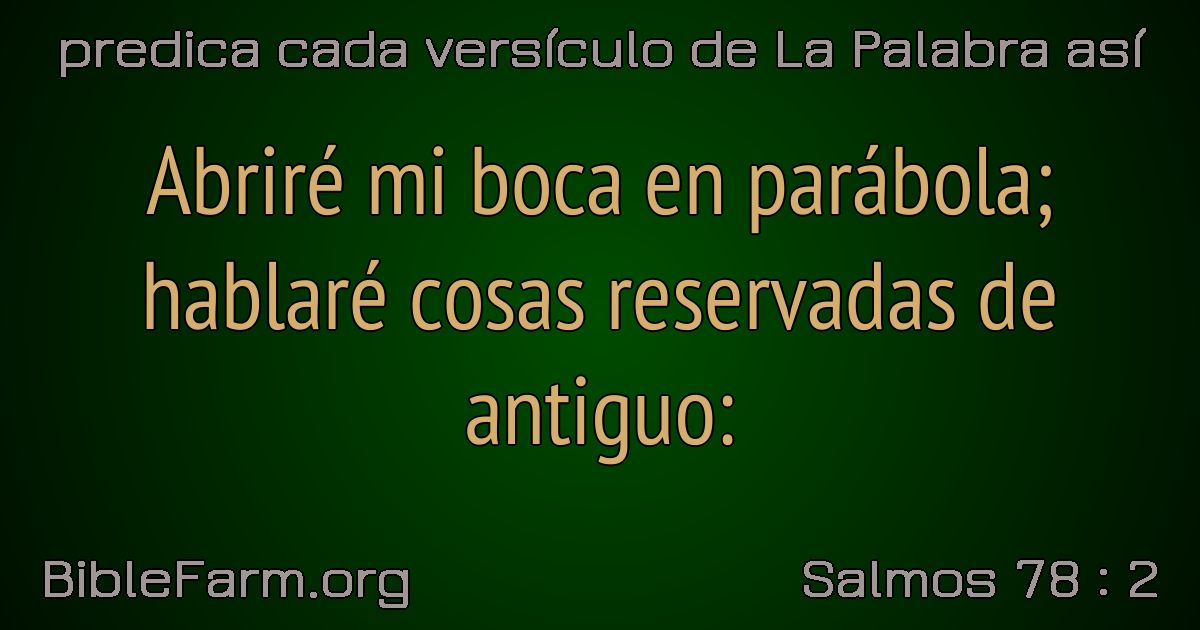 predica cada versículo de La Palabra así
Abriré mi boca en parábola;
hablaré cosas reservadas de
antiguo:
BibleFarm.org
Salmos 78 : 2